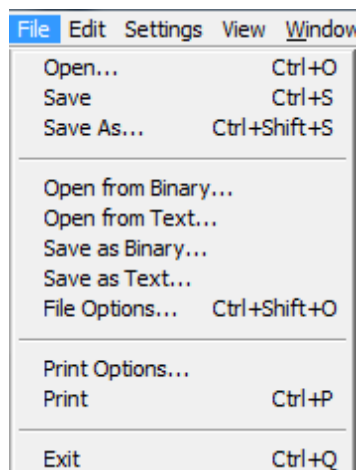 File Edit Settings View Window
Open... Ctrl+O
Save Ctrl+S
Save As... Ctrl+Shift+S
Open from Binary...
Open from Text...
Save as Binary...
Save as Text...
File Options... Ctrl+Shift+O
Print Options...
Print Ctrl+P
Exit Ctrl+Q